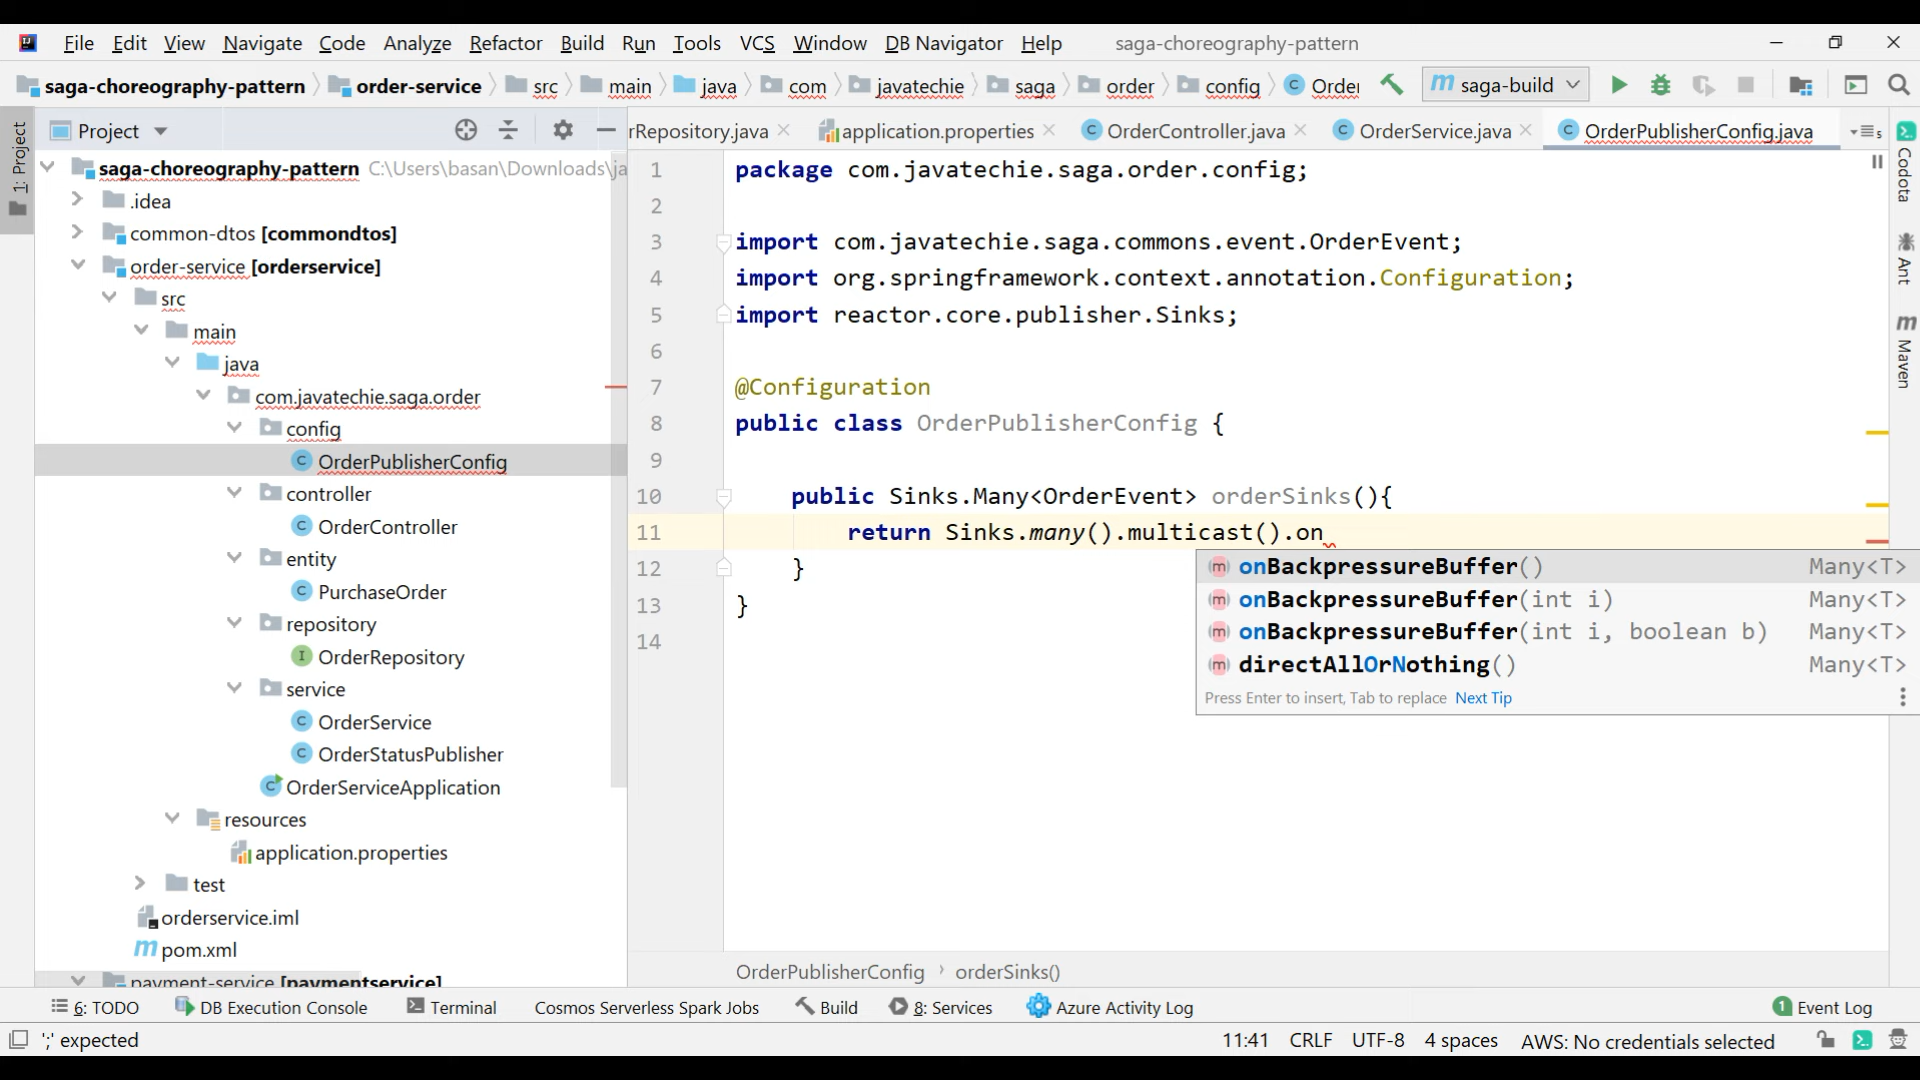 File Edit View Navigate Code Analyze Refactor Build Run Tools VCS Window DB Navigator Help saga-choreography-pattern
saga-choreography-pattern order-service src main java com javatechie saga order config Order saga-build
Project
rRepository.java application.properties OrderController.java OrderService.java OrderPublisherConfig.java
1: Project
saga-choreography-pattern C:\Users\basan\Downloads\ja
.idea
common-dtos [commondtos]
order-service [orderservice]
src
main
java
com.javatechie.saga.order
config
OrderPublisherConfig
controller
OrderController
entity
PurchaseOrder
repository
OrderRepository
service
OrderService
OrderStatusPublisher
OrderServiceApplication
resources
application.properties
test
orderservice.iml
pom.xml
payment-service [paymentservice]
1 package com.javatechie.saga.order.config;
2
3 import com.javatechie.saga.commons.event.OrderEvent;
4 import org.springframework.context.annotation.Configuration;
5 import reactor.core.publisher.Sinks;
6
7 @Configuration
8 public class OrderPublisherConfig {
9
10 public Sinks.Many<OrderEvent> orderSinks(){
11 return Sinks.many().multicast().on
12 }
13 }
14
onBackpressureBuffer() Many<T>
onBackpressureBuffer(int i) Many<T>
onBackpressureBuffer(int i, boolean b) Many<T>
directAllOrNothing() Many<T>
Press Enter to insert, Tab to replace Next Tip
Codota
Ant
Maven
OrderPublisherConfig › orderSinks()
6: TODO DB Execution Console Terminal Cosmos Serverless Spark Jobs Build 8: Services Azure Activity Log 1 Event Log
';' expected 11:41 CRLF UTF-8 4 spaces AWS: No credentials selected